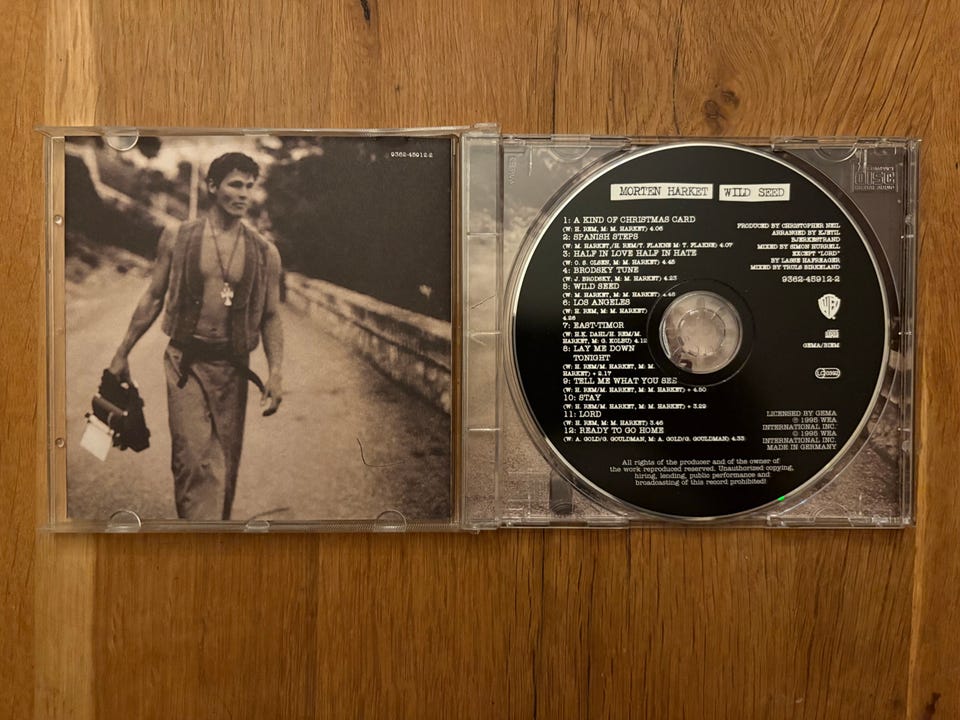 9362-45912-2
MORTEN HARKET WILD SEED
1: A KIND OF CHRISTMAS CARD
(W: H. REM, M: M. HARKET) 4.06
2: SPANISH STEPS
(W: M. HARKET,/H. REM/T. FLAKNE M: T. FLAKNE) 4.07
3: HALF IN LOVE HALF IN HATE
(W: O. S. OLSEN, M: M. HARKET) 4.45
4: BRODSKY TUNE
(W: J. BRODSKY, M: M. HARKET) 4.23
5: WILD SEED
(W: M. HARKET, M: M. HARKET) 4.48
6: LOS ANGELES
(W: H. REM, M: M. HARKET)
4.26
7: EAST-TIMOR
(W: H.K. DAHL/H. REM/M.
HARKET, M: G. KOLBU) 4.12
8: LAY ME DOWN
TONIGHT
(W: H. REM/M. HARKET, M: M.
HARKET) + 2.17
9: TELL ME WHAT YOU SEE
(W: H. REM/M. HARKET, M: M. HARKET) + 4.50
10: STAY
(W: H. REM/M. HARKET, M: M. HARKET) + 3.29
11: LORD
(W: H. REM, M: M. HARKET) 3.46
12: READY TO GO HOME
(W: A. GOLD/G. GOULDMAN, M: A. GOLD/G. GOULDMAN) 4.33
PRODUCED BY CHRISTOPHER NEIL
ARRANGED BY KJETIL
BJERKESTRAND
MIXED BY SIMON HURRELL
EXCEPT "LORD"
BY LASSE HAFREAGER
MIXED BY TRULS BIRKELAND
9362-45912-2
GEMA/BIEM
LC 0392
LICENSED BY GEMA
℗ 1995 WEA
INTERNATIONAL INC.
© 1995 WEA
INTERNATIONAL INC.
MADE IN GERMANY
All rights of the producer and of the owner of
the work reproduced reserved. Unauthorized copying,
hiring, lending, public performance and
broadcasting of this record prohibited!
COMPACT
DISC
DIGITAL AUDIO